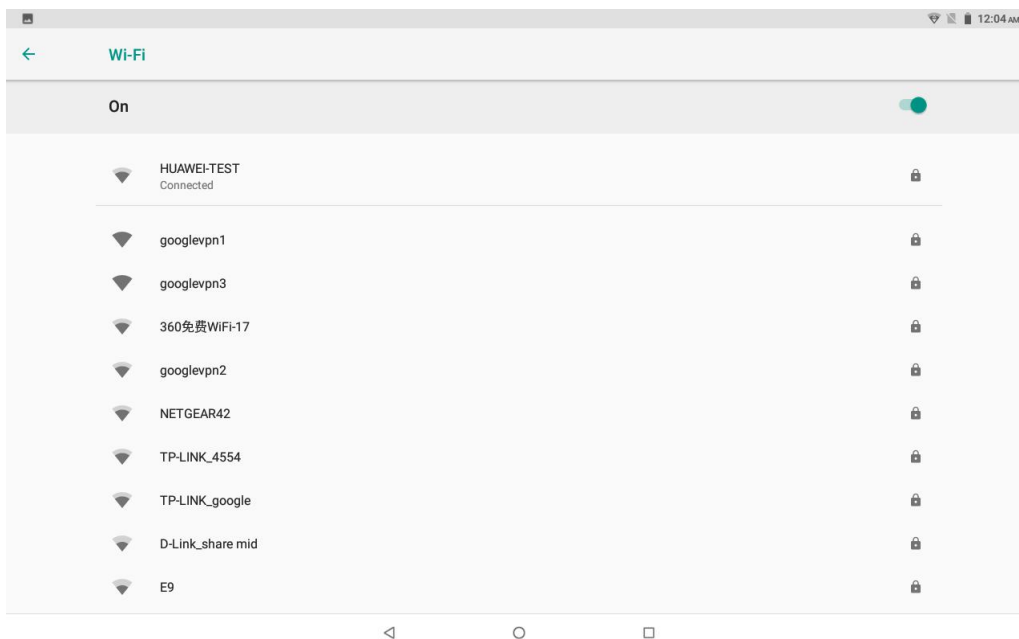 12:04 AM
Wi-Fi
On
HUAWEI-TEST
Connected
googlevpn1
googlevpn3
360免费WiFi-17
googlevpn2
NETGEAR42
TP-LINK_4554
TP-LINK_google
D-Link_share mid
E9